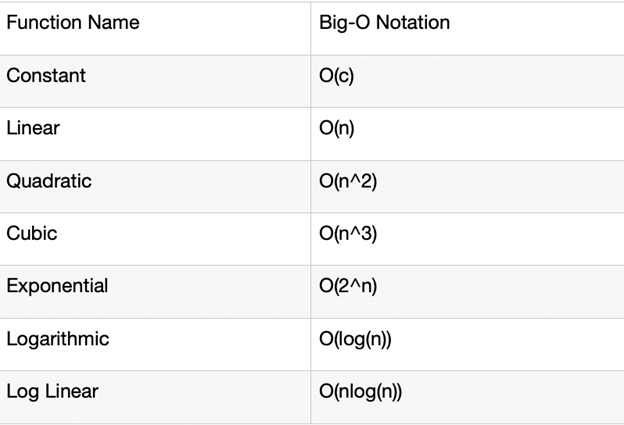 Function Name Big-O Notation
Constant O(c)
Linear O(n)
Quadratic O(n^2)
Cubic O(n^3)
Exponential O(2^n)
Logarithmic O(log(n))
Log Linear O(nlog(n))